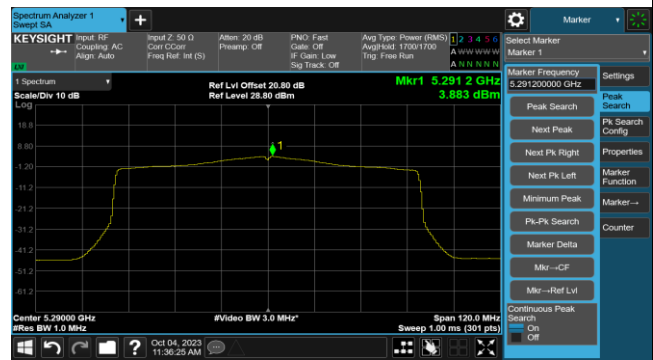 Spectrum Analyzer 1
Swept SA
Marker
KEYSIGHT Input: RF
Coupling: AC
Align: Auto
Input Z: 50 Ω
Corr CCorr
Freq Ref: Int (S)
Atten: 20 dB
Preamp: Off
PNO: Fast
Gate: Off
IF Gain: Low
Sig Track: Off
Avg Type: Power (RMS)
Avg|Hold: 1700/1700
Trig: Free Run
1 2 3 4 5 6
A W W W W W
A N N N N N
LXI
Select Marker
Marker 1
1 Spectrum
Scale/Div 10 dB
Log
Ref Lvl Offset 20.80 dB
Ref Level 28.80 dBm
Mkr1 5.291 2 GHz
3.883 dBm
18.8
8.80
-1.20
-11.2
-21.2
-31.2
-41.2
-51.2
-61.2
1
Center 5.29000 GHz
#Res BW 1.0 MHz
#Video BW 3.0 MHz*
Span 120.0 MHz
Sweep 1.00 ms (301 pts)
Marker Frequency
5.291200000 GHz
Peak Search
Next Peak
Next Pk Right
Next Pk Left
Minimum Peak
Pk-Pk Search
Marker Delta
Mkr→CF
Mkr→Ref Lvl
Continuous Peak
Search
On
Off
Settings
Peak
Search
Pk Search
Config
Properties
Marker
Function
Marker→
Counter
?
Oct 04, 2023
11:36:25 AM